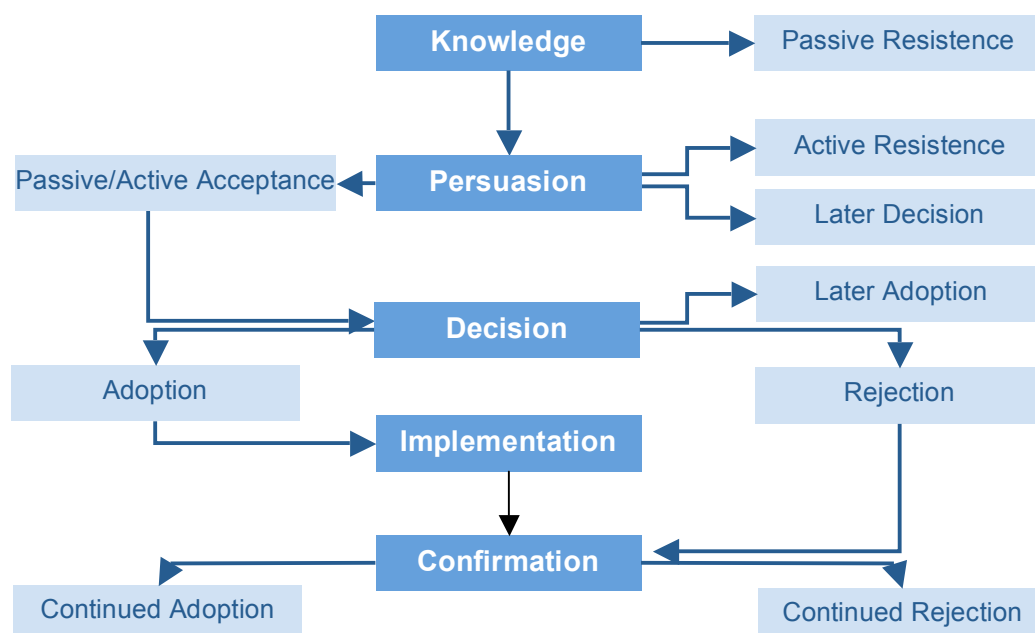 Knowledge
Passive Resistence
Active Resistence
Passive/Active Acceptance
Persuasion
Later Decision
Later Adoption
Decision
Adoption
Rejection
Implementation
Confirmation
Continued Adoption
Continued Rejection